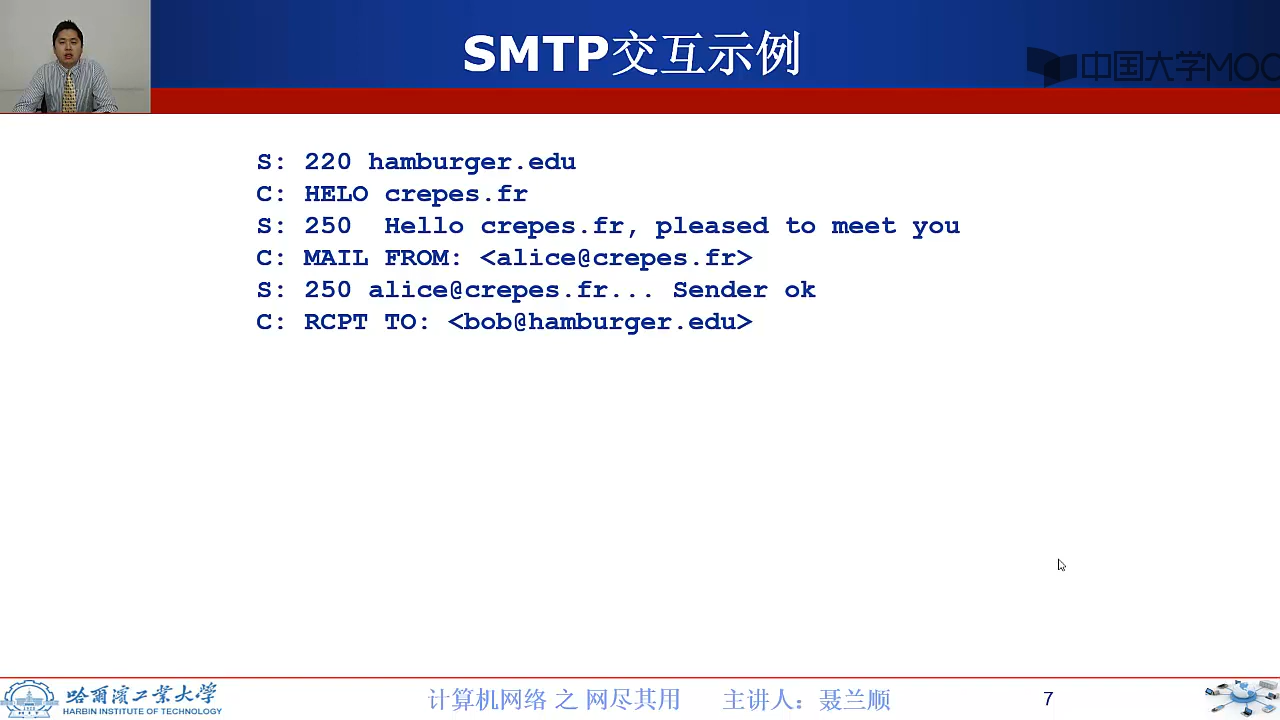 SMTP交互示例
中国大学MOO
S: 220 hamburger.edu
C: HELO crepes.fr
S: 250  Hello crepes.fr, pleased to meet you
C: MAIL FROM: <alice@crepes.fr>
S: 250 alice@crepes.fr... Sender ok
C: RCPT TO: <bob@hamburger.edu>
哈爾濱工業大學
HARBIN INSTITUTE OF TECHNOLOGY
计算机网络 之 网尽其用 主讲人：聂兰顺
7